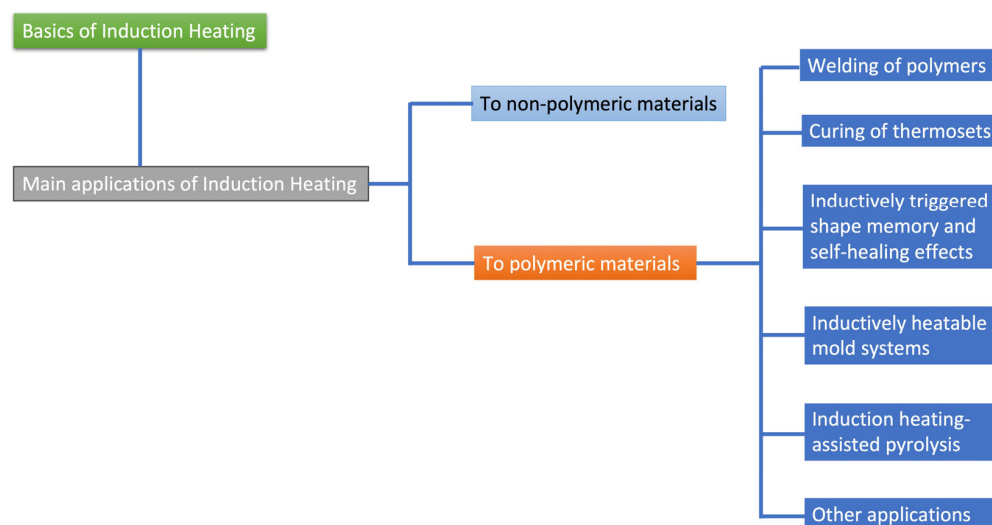 Basics of Induction Heating
Main applications of Induction Heating
To non-polymeric materials
To polymeric materials
Welding of polymers
Curing of thermosets
Inductively triggered
shape memory and
self-healing effects
Inductively heatable
mold systems
Induction heating-
assisted pyrolysis
Other applications